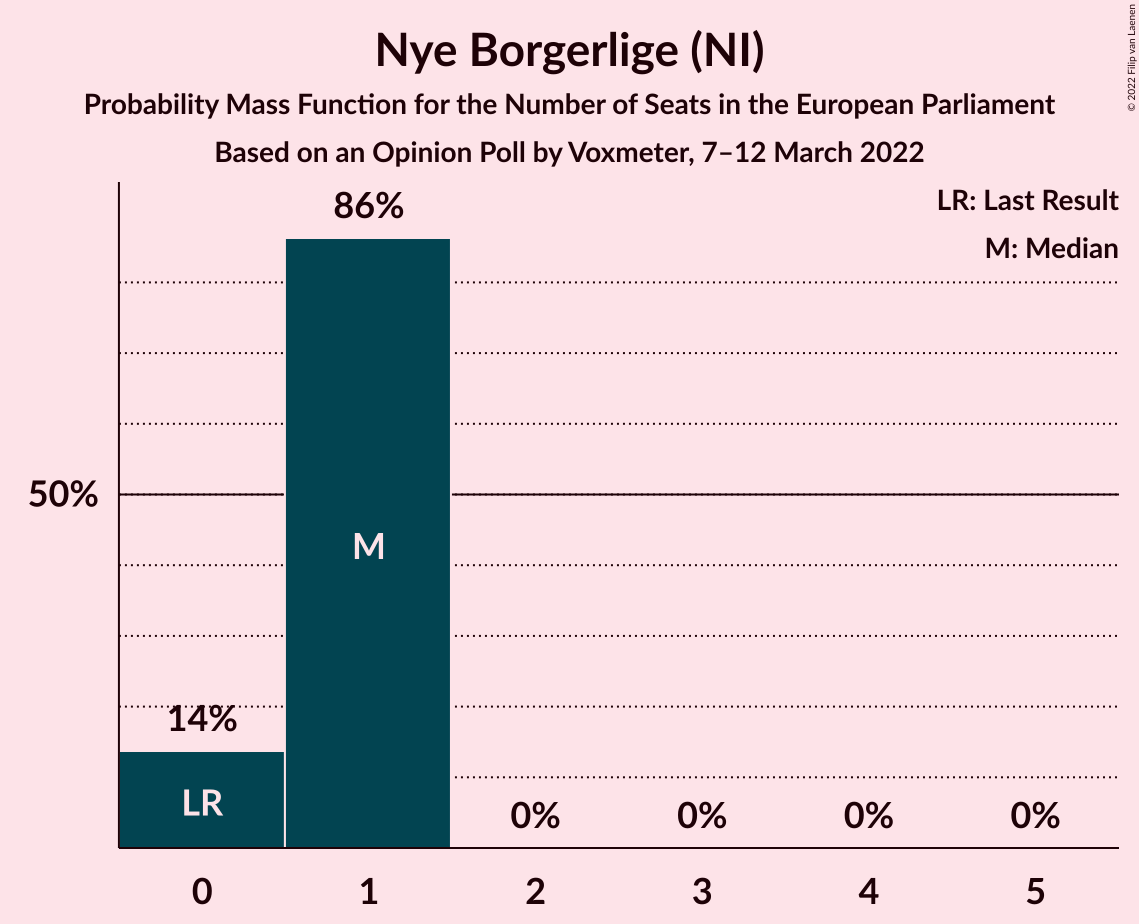 Nye Borgerlige (NI)
Probability Mass Function for the Number of Seats in the European Parliament
Based on an Opinion Poll by Voxmeter, 7–12 March 2022
© 2022 Filip van Laenen
LR: Last Result
M: Median
86%
50%
M
14%
LR
0% 0% 0% 0%
0 1 2 3 4 5